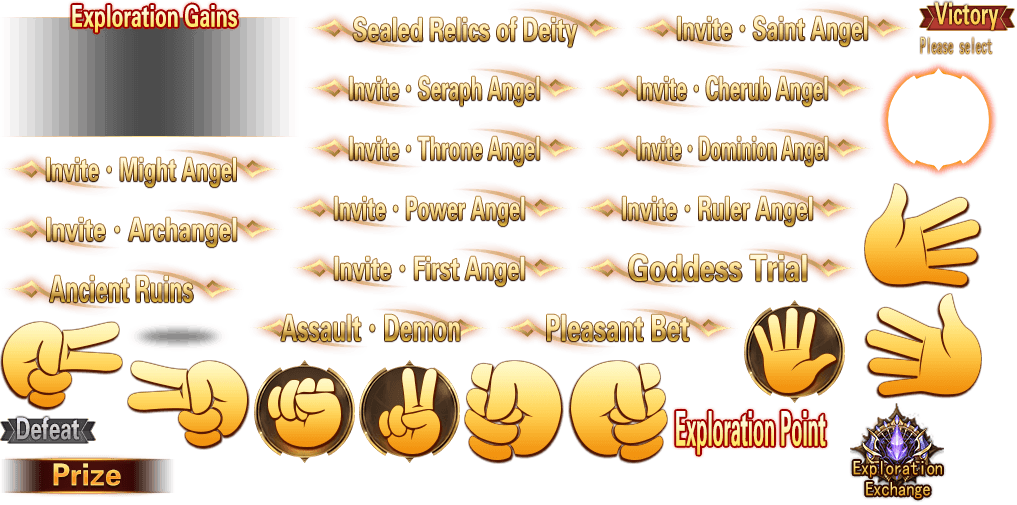 Exploration Gains
Sealed Relics of Deity
Invite · Saint Angel
Victory
Please select
Invite · Seraph Angel
Invite · Cherub Angel
Invite · Throne Angel
Invite · Dominion Angel
Invite · Might Angel
Invite · Power Angel
Invite · Ruler Angel
Invite · Archangel
Invite · First Angel
Goddess Trial
Ancient Ruins
Assault · Demon
Pleasant Bet
Defeat
Exploration Point
Prize
Exploration
Exchange